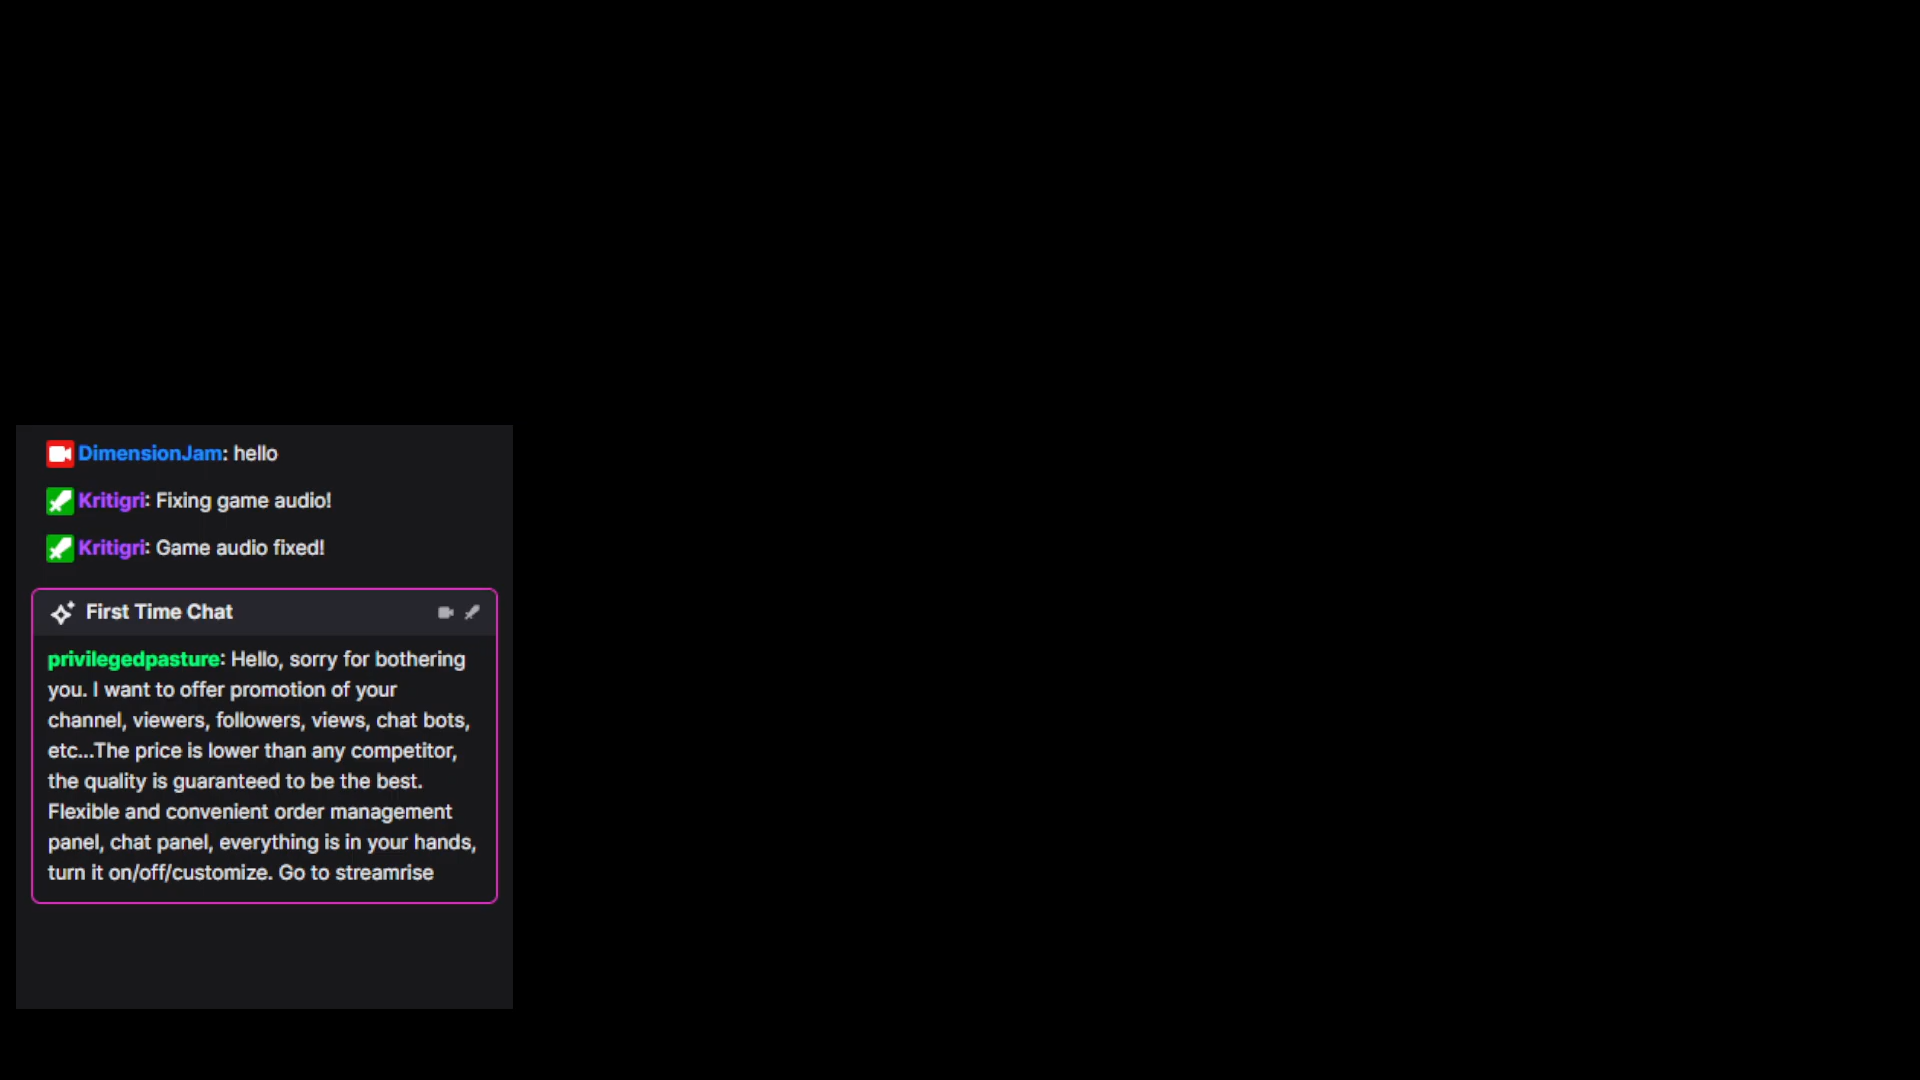 DimensionJam: hello
Kritigri: Fixing game audio!
Kritigri: Game audio fixed!
First Time Chat
privilegedpasture: Hello, sorry for bothering
you. I want to offer promotion of your
channel, viewers, followers, views, chat bots,
etc...The price is lower than any competitor,
the quality is guaranteed to be the best.
Flexible and convenient order management
panel, chat panel, everything is in your hands,
turn it on/off/customize. Go to streamrise